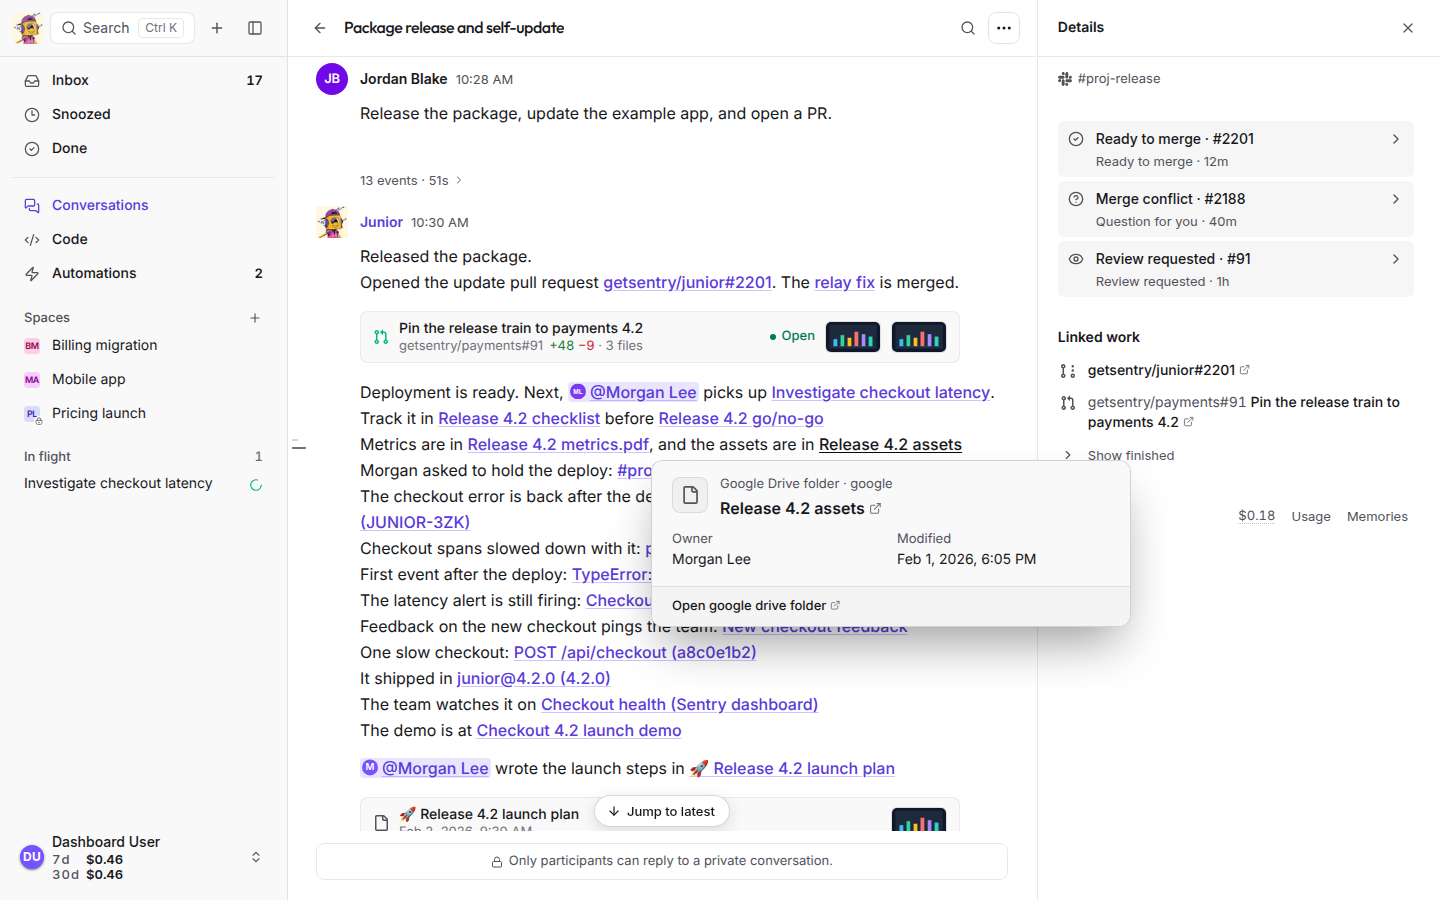 Search Ctrl K
Inbox 17
Snoozed
Done
Conversations
Code
Automations 2
Spaces
BM Billing migration
MA Mobile app
PL Pricing launch
In flight 1
Investigate checkout latency
DU Dashboard User
7d $0.46
30d $0.46
Package release and self-update
JB Jordan Blake 10:28 AM
Release the package, update the example app, and open a PR.
13 events · 51s
Junior 10:30 AM
Released the package.
Opened the update pull request getsentry/junior#2201. The relay fix is merged.
Pin the release train to payments 4.2
getsentry/payments#91 +48 −9 · 3 files
Open
Deployment is ready. Next, ML @Morgan Lee picks up Investigate checkout latency.
Track it in Release 4.2 checklist before Release 4.2 go/no-go
Metrics are in Release 4.2 metrics.pdf, and the assets are in Release 4.2 assets
Morgan asked to hold the deploy:
The checkout error is back after the
(JUNIOR-3ZK)
Checkout spans slowed down with it:
First event after the deploy: TypeError:
The latency alert is still firing:
Feedback on the new checkout pings the team: New checkout feedback
One slow checkout: POST /api/checkout (a8c0e1b2)
It shipped in junior@4.2.0 (4.2.0)
The team watches it on Checkout health (Sentry dashboard)
The demo is at Checkout 4.2 launch demo
M @Morgan Lee wrote the launch steps in 🚀 Release 4.2 launch plan
🚀 Release 4.2 launch plan
Feb 2, 2026, 9:30 AM
Jump to latest
Only participants can reply to a private conversation.
Google Drive folder · google
Release 4.2 assets
Owner Modified
Morgan Lee Feb 1, 2026, 6:05 PM
Open google drive folder
Details
#proj-release
Ready to merge · #2201
Ready to merge · 12m
Merge conflict · #2188
Question for you · 40m
Review requested · #91
Review requested · 1h
Linked work
getsentry/junior#2201
getsentry/payments#91 Pin the release train to
payments 4.2
Show finished
$0.18 Usage Memories